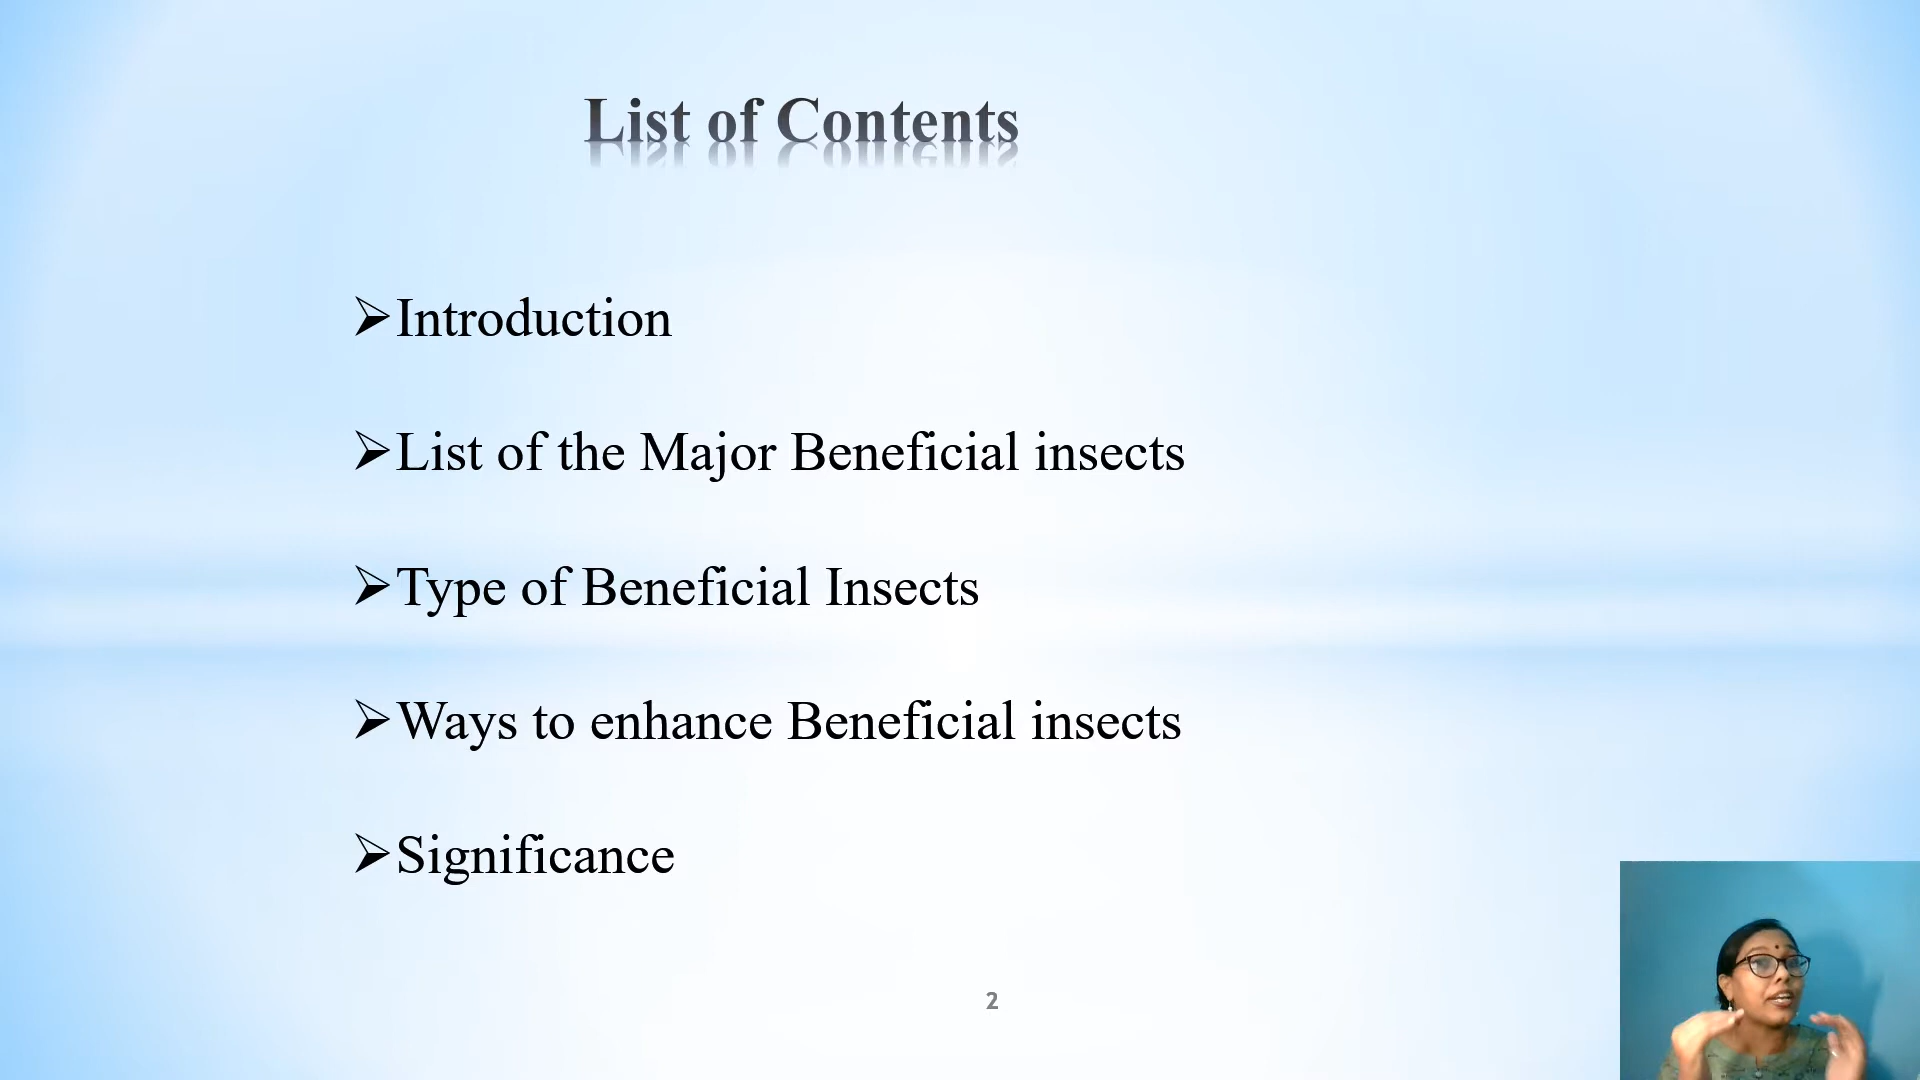 List of Contents
➢Introduction
➢List of the Major Beneficial insects
➢Type of Beneficial Insects
➢Ways to enhance Beneficial insects
➢Significance
2